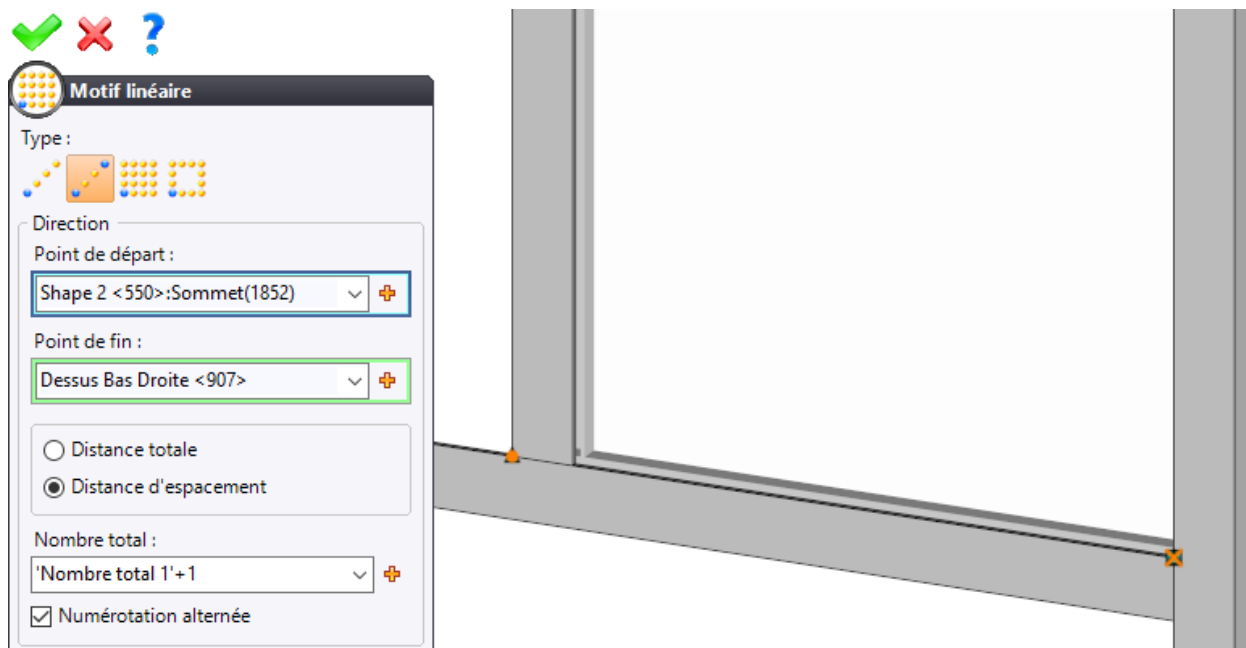 Motif linéaire
Type :
Direction
Point de départ :
Shape 2 <550>:Sommet(1852)
Point de fin :
Dessus Bas Droite <907>
Distance totale
Distance d'espacement
Nombre total :
'Nombre total 1'+1
Numérotation alternée